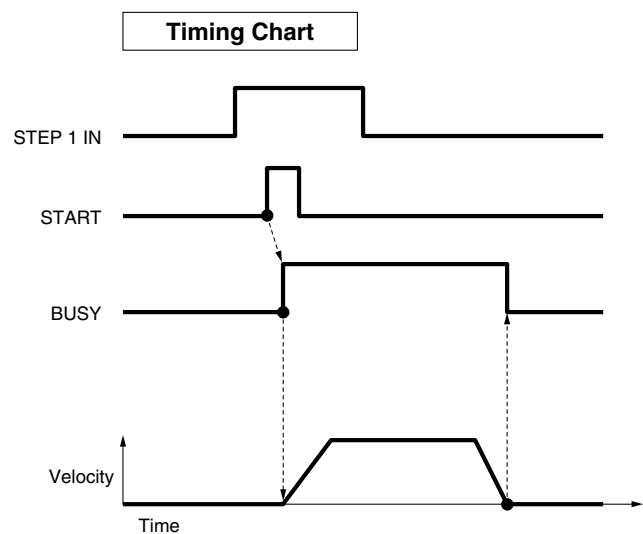 Timing Chart
STEP 1 IN
START
BUSY
Velocity
Time